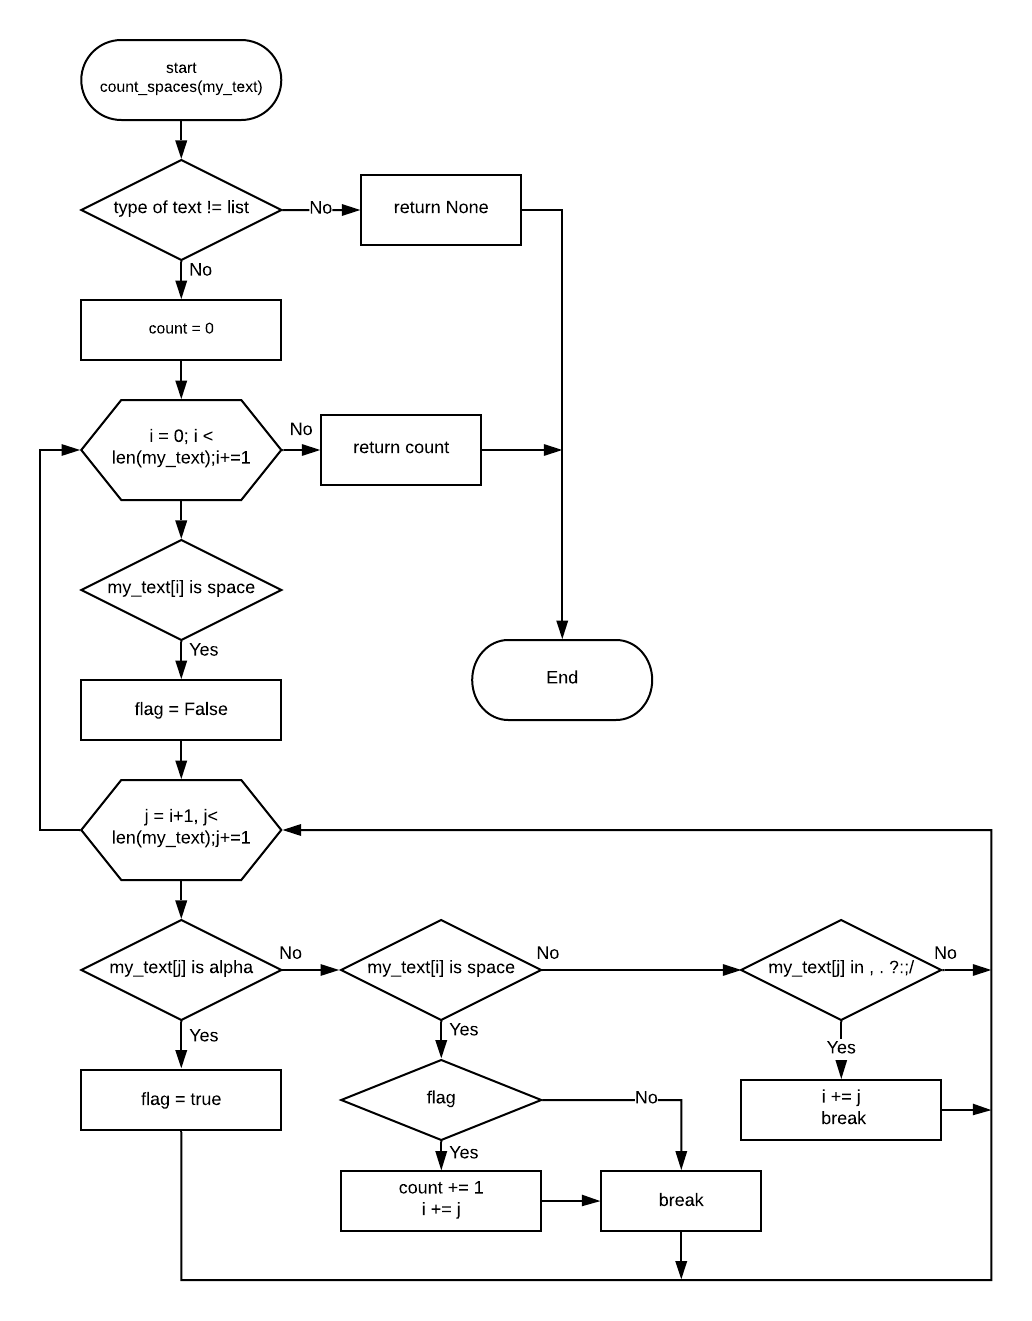 start
count_spaces(my_text)
type of text != list
No
return None
No
count = 0
i = 0; i <
len(my_text);i+=1
No
return count
my_text[i] is space
Yes
flag = False
End
j = i+1, j<
len(my_text);j+=1
my_text[j] is alpha
No
my_text[i] is space
No
my_text[j] in , . ?:;/
No
Yes
flag = true
Yes
flag
No
Yes
i += j
break
Yes
count += 1
i += j
break